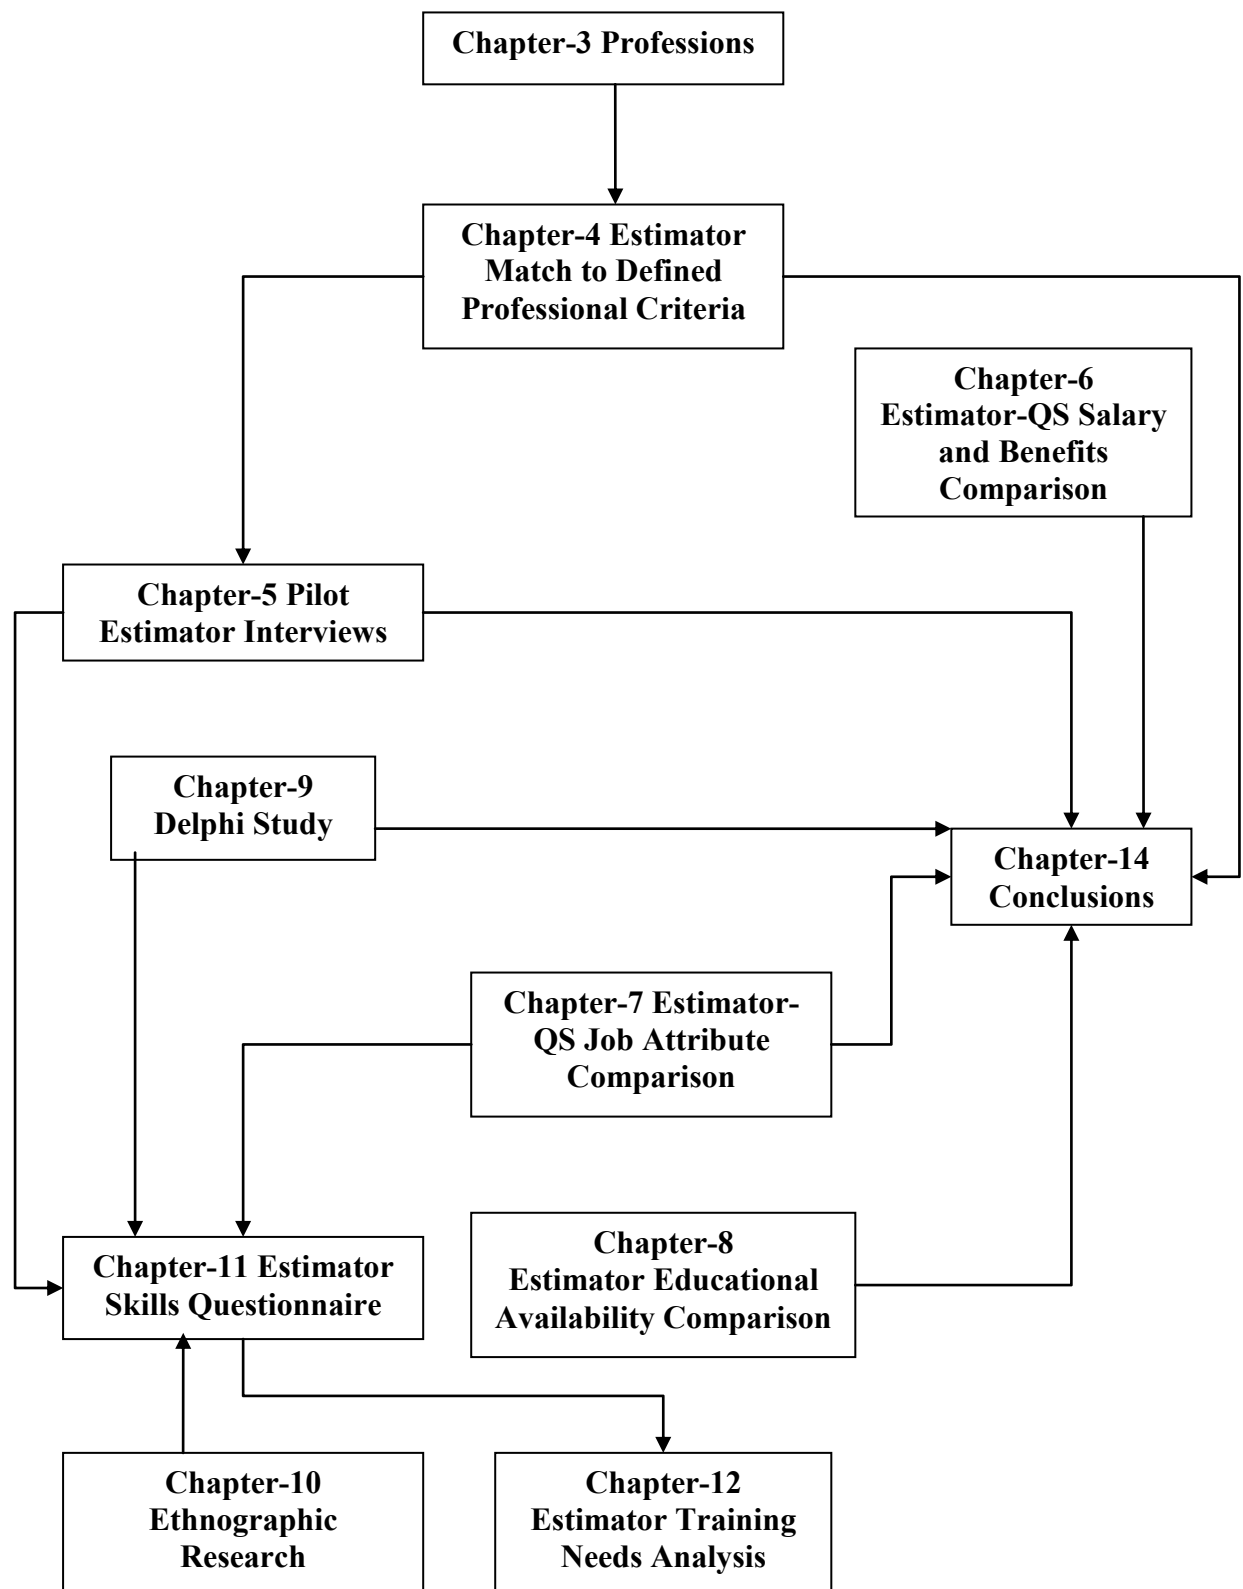 Chapter-3 Professions
Chapter-4 Estimator
Match to Defined
Professional Criteria
Chapter-6
Estimator-QS Salary
and Benefits
Comparison
Chapter-5 Pilot
Estimator Interviews
Chapter-9
Delphi Study
Chapter-14
Conclusions
Chapter-7 Estimator-
QS Job Attribute
Comparison
Chapter-8
Estimator Educational
Availability Comparison
Chapter-11 Estimator
Skills Questionnaire
Chapter-10
Ethnographic
Research
Chapter-12
Estimator Training
Needs Analysis